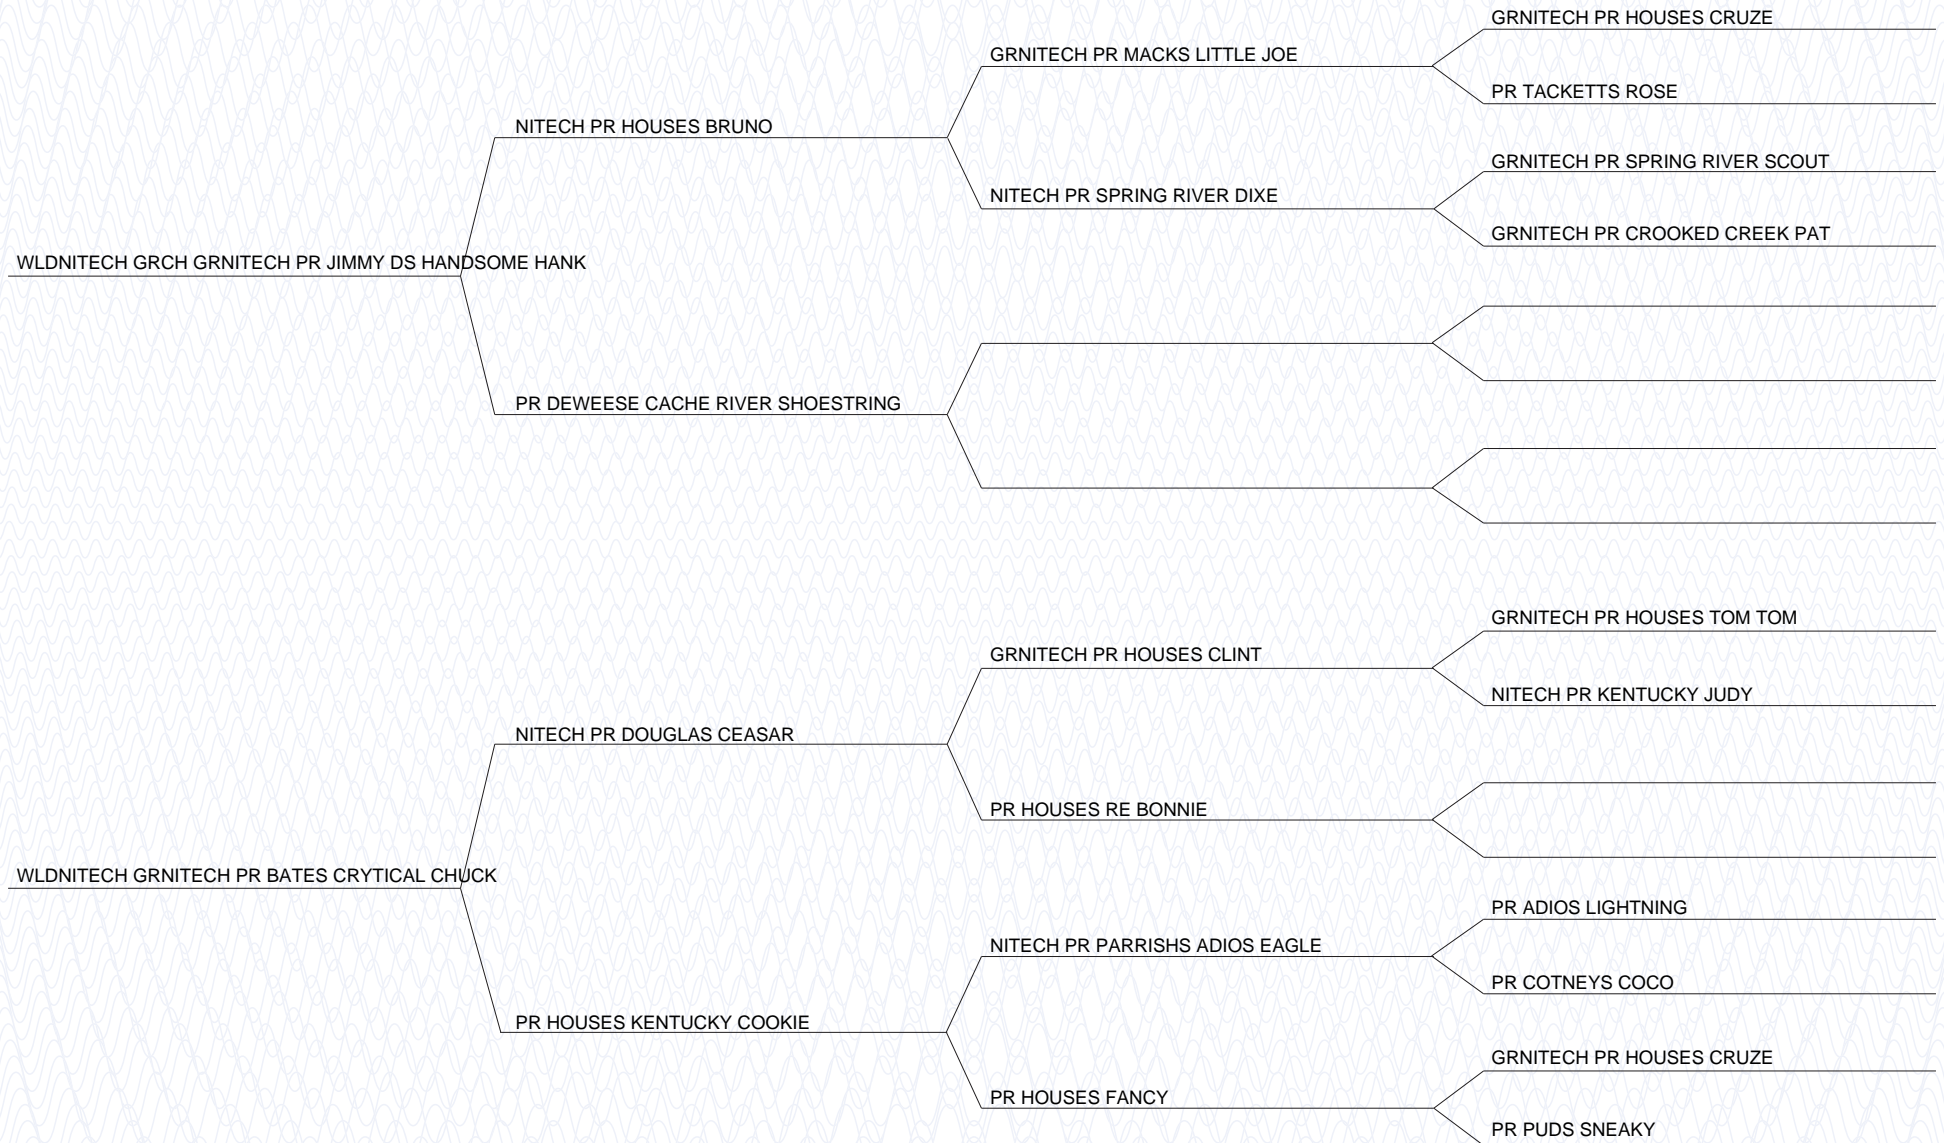 GRNITECH PR HOUSES CRUZE
GRNITECH PR MACKS LITTLE JOE
PR TACKETTS ROSE
NITECH PR HOUSES BRUNO
GRNITECH PR SPRING RIVER SCOUT
NITECH PR SPRING RIVER DIXE
GRNITECH PR CROOKED CREEK PAT
WLDNITECH GRCH GRNITECH PR JIMMY DS HANDSOME HANK
PR DEWEESE CACHE RIVER SHOESTRING
GRNITECH PR HOUSES TOM TOM
GRNITECH PR HOUSES CLINT
NITECH PR KENTUCKY JUDY
NITECH PR DOUGLAS CEASAR
PR HOUSES RE BONNIE
WLDNITECH GRNITECH PR BATES CRYTICAL CHUCK
PR ADIOS LIGHTNING
NITECH PR PARRISHS ADIOS EAGLE
PR COTNEYS COCO
PR HOUSES KENTUCKY COOKIE
GRNITECH PR HOUSES CRUZE
PR HOUSES FANCY
PR PUDS SNEAKY